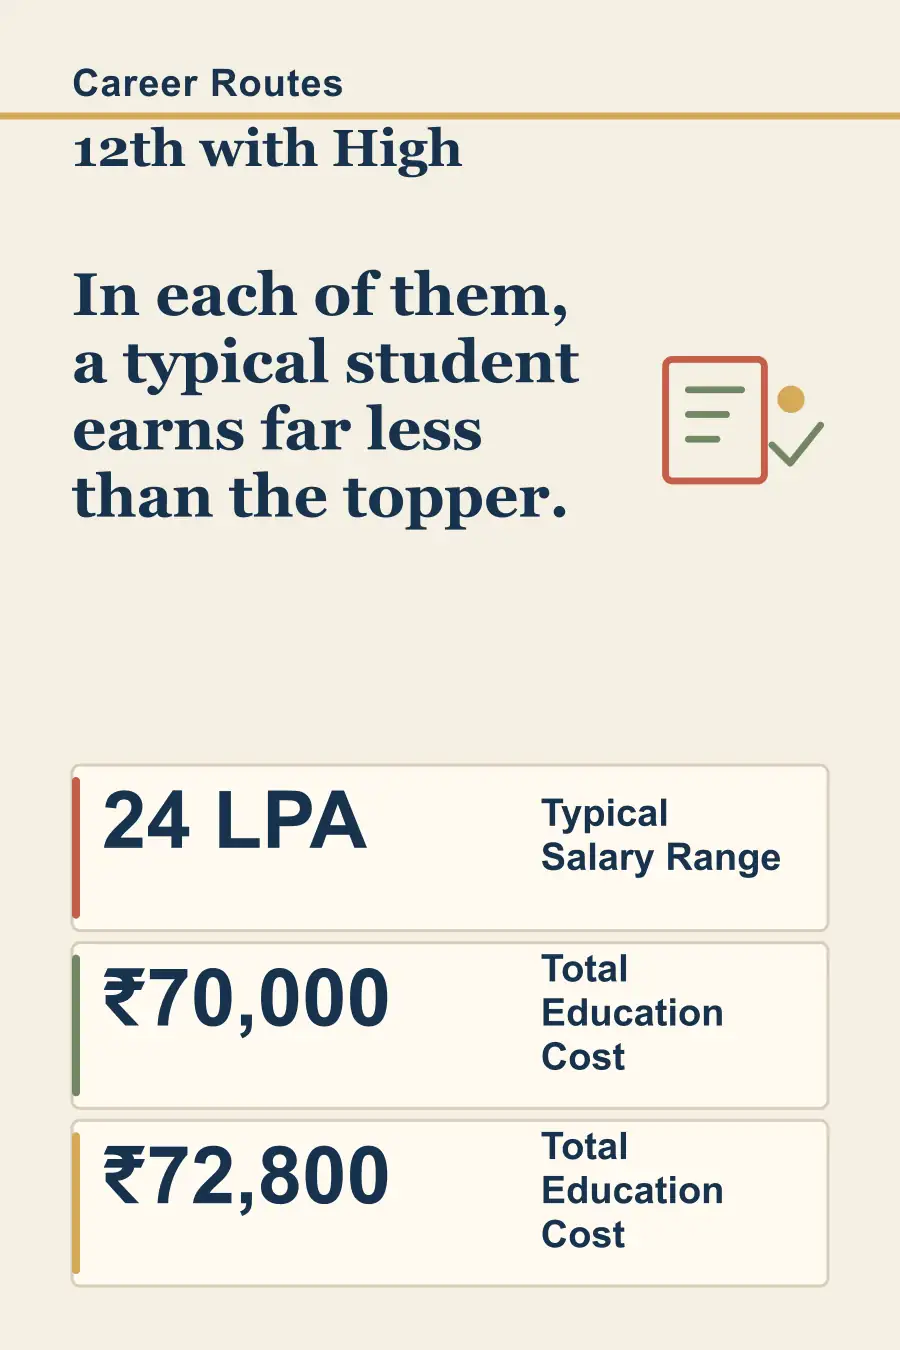 Career Routes
12th with High
In each of them,
a typical student
earns far less
than the topper.
24 LPA
Typical
Salary Range
₹70,000
Total
Education
Cost
₹72,800
Total
Education
Cost